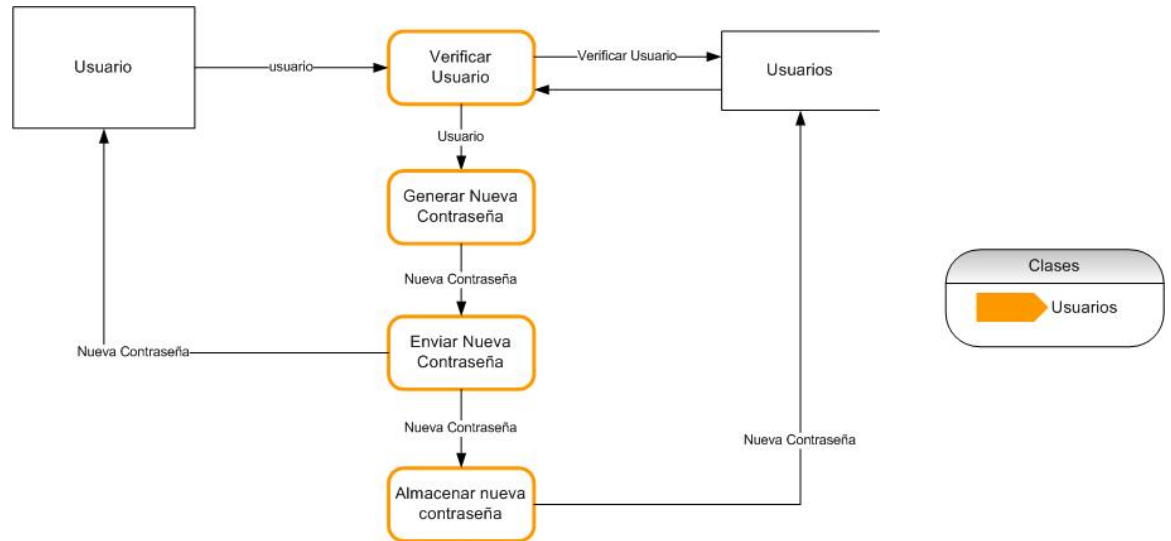 Usuario
usuario
Verificar
Usuario
Verificar Usuario
Usuarios
Usuario
Generar Nueva
Contraseña
Nueva Contraseña
Clases
Usuarios
Enviar Nueva
Contraseña
Nueva Contraseña
Nueva Contraseña
Nueva Contraseña
Almacenar nueva
contraseña